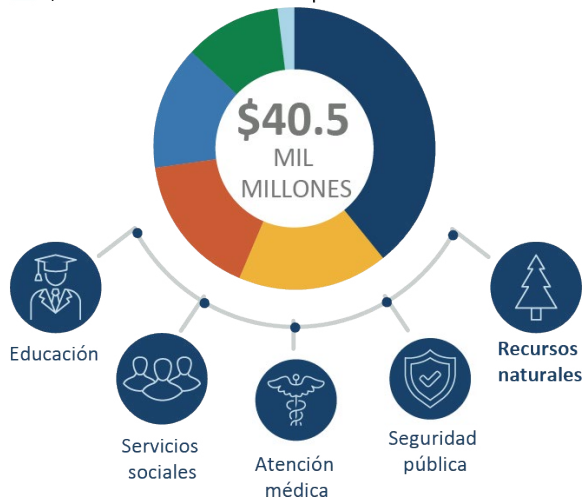 $40.5
MIL
MILLONES
Educación
Servicios
sociales
Atención
médica
Seguridad
pública
Recursos
naturales